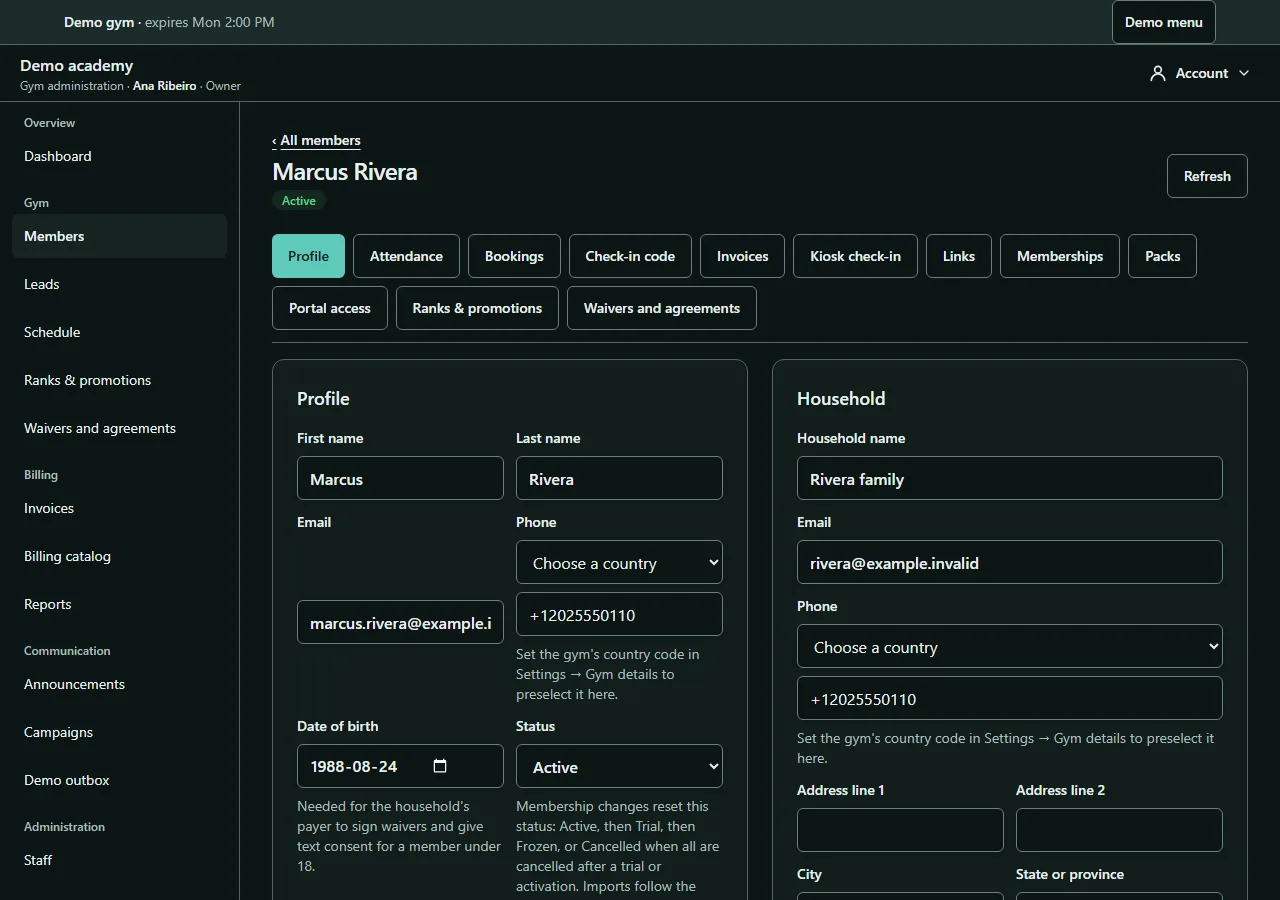 Demo gym · expires Mon 2:00 PM
Demo menu
Demo academy
Gym administration · Ana Ribeiro · Owner
Account
Overview
Dashboard
Gym
Members
Leads
Schedule
Ranks & promotions
Waivers and agreements
Billing
Invoices
Billing catalog
Reports
Communication
Announcements
Campaigns
Demo outbox
Administration
Staff
‹ All members
Marcus Rivera
Active
Refresh
Profile
Attendance
Bookings
Check-in code
Invoices
Kiosk check-in
Links
Memberships
Packs
Portal access
Ranks & promotions
Waivers and agreements
Profile
First name
Last name
Marcus
Rivera
Email
Phone
Choose a country
marcus.rivera@example.i
+12025550110
Set the gym's country code in
Settings → Gym details to
preselect it here.
Date of birth
Status
1988-08-24
Active
Needed for the household's
payer to sign waivers and give
text consent for a member under
18.
Membership changes reset this
status: Active, then Trial, then
Frozen, or Cancelled when all are
cancelled after a trial or
activation. Imports follow the
Household
Household name
Rivera family
Email
rivera@example.invalid
Phone
Choose a country
+12025550110
Set the gym's country code in Settings → Gym details to preselect it
here.
Address line 1
Address line 2
City
State or province